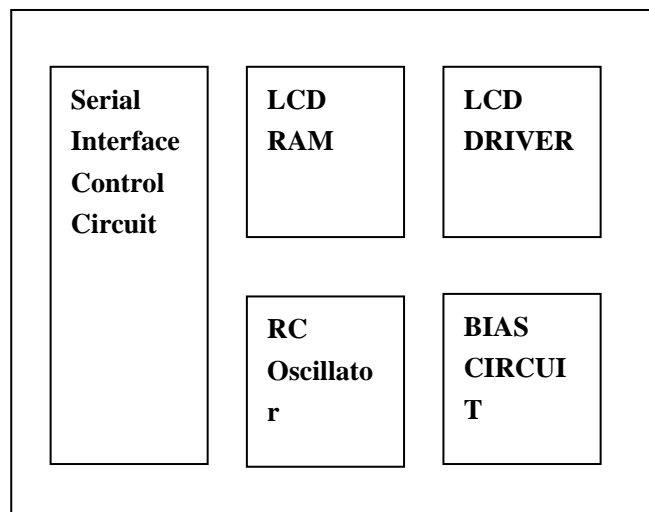 Serial
Interface
Control
Circuit
LCD
RAM
LCD
DRIVER
RC
Oscillato
r
BIAS
CIRCUI
T